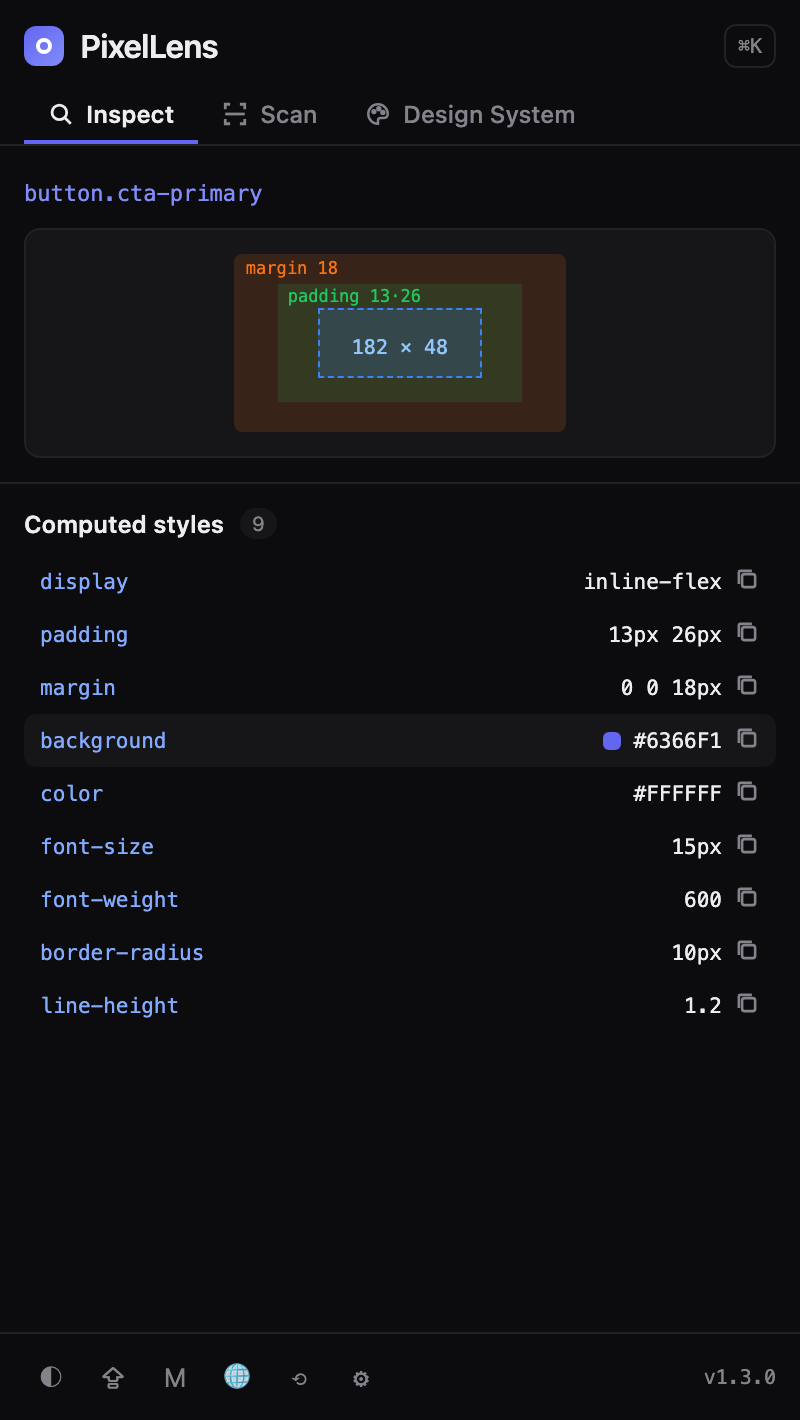 PixelLens
⌘K
Inspect Scan Design System
button.cta-primary
margin 18
padding 13·26
182 × 48
Computed styles 9
display inline-flex
padding 13px 26px
margin 0 0 18px
background #6366F1
color #FFFFFF
font-size 15px
font-weight 600
border-radius 10px
line-height 1.2
M v1.3.0